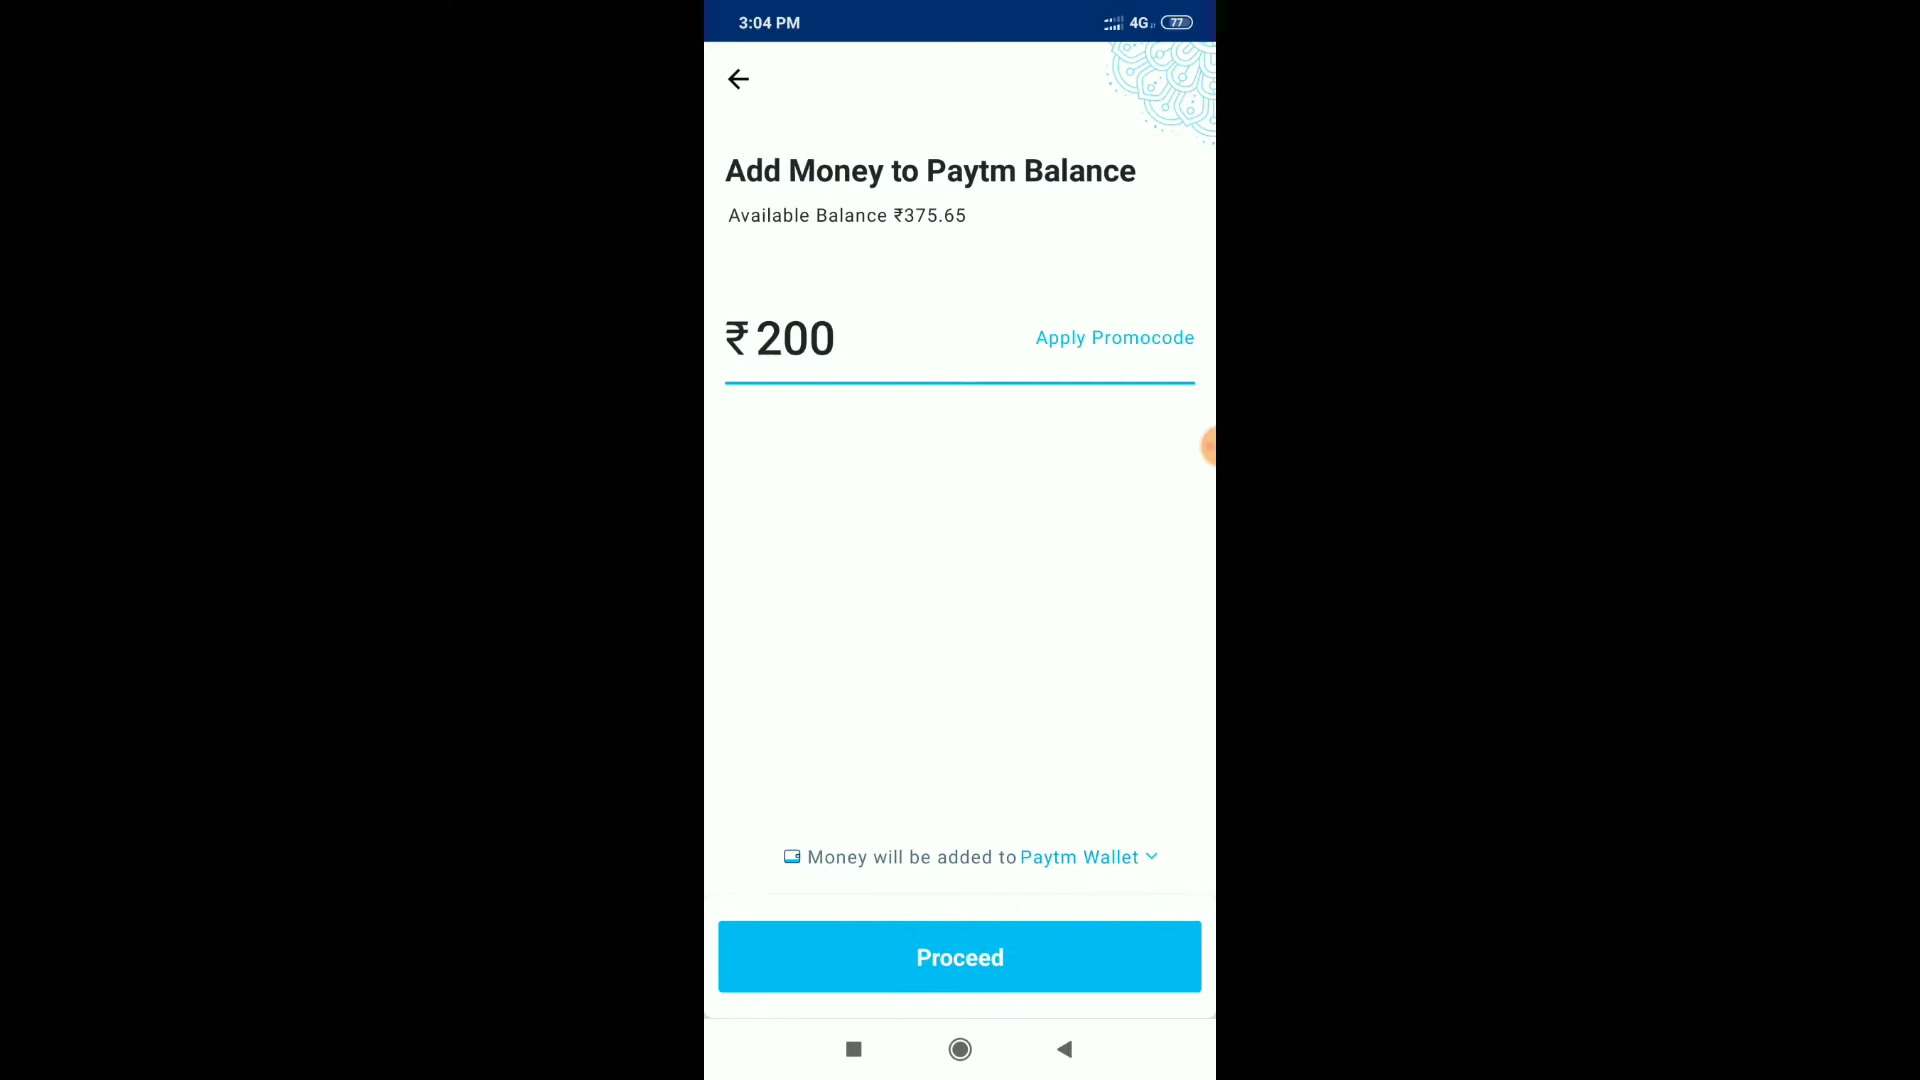 3:04 PM 4G 77
Add Money to Paytm Balance
Available Balance ₹375.65
₹200 Apply Promocode
Money will be added to Paytm Wallet
Proceed